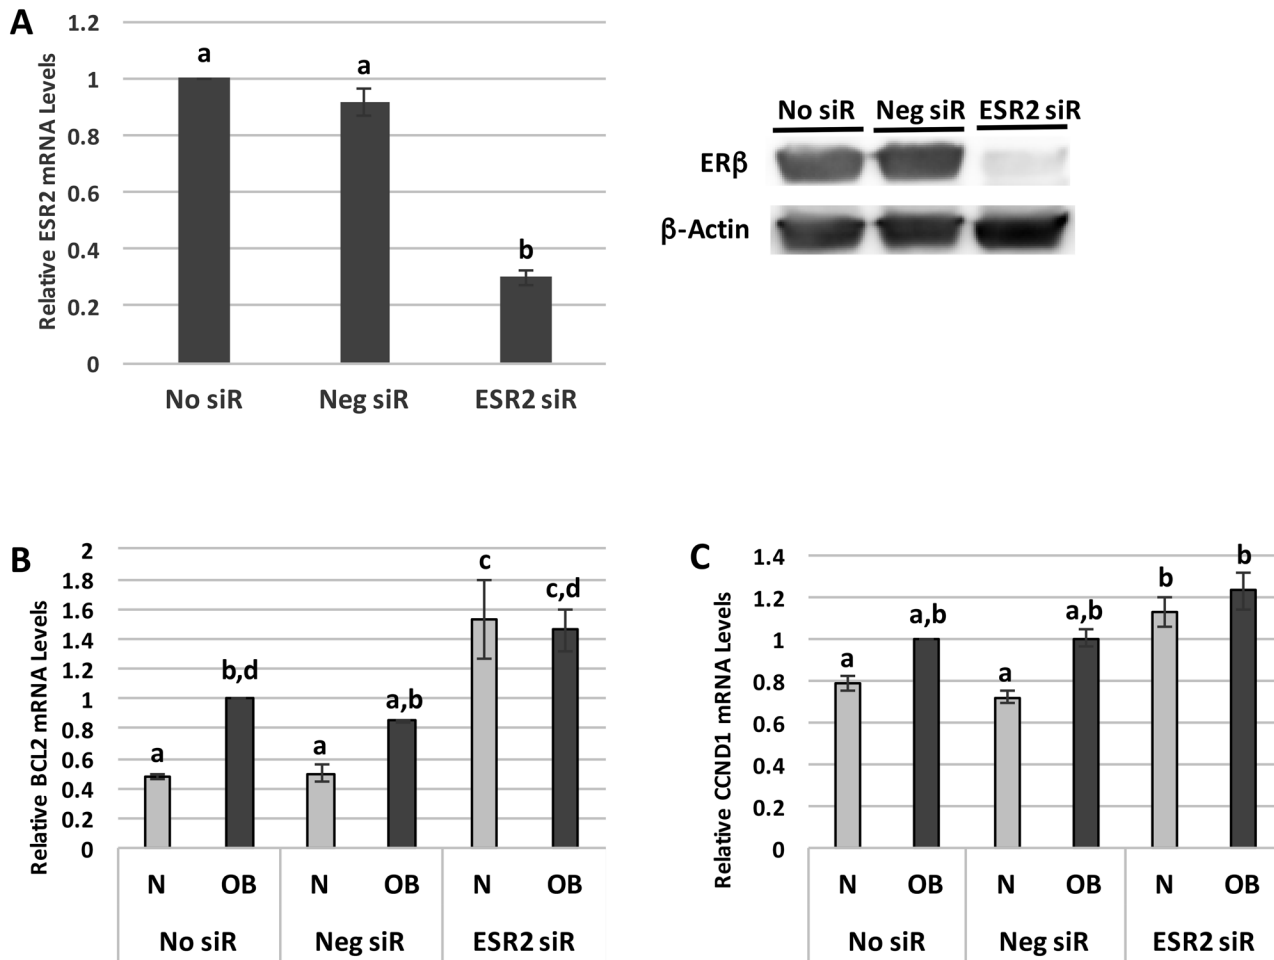 A
Relative ESR2 mRNA Levels
1.2
1
0.8
0.6
0.4
0.2
0
a
a
b
No siR
Neg siR
ESR2 siR
No siR Neg siR ESR2 siR
ERβ
β-Actin
B
Relative BCL2 mRNA Levels
2
1.8
1.6
1.4
1.2
1
0.8
0.6
0.4
0.2
0
a
b,d
a
a,b
c
c,d
N OB N OB N OB
No siR Neg siR ESR2 siR
C
Relative CCND1 mRNA Levels
1.4
1.2
1
0.8
0.6
0.4
0.2
0
a
a,b
a
a,b
b
b
N OB N OB N OB
No siR Neg siR ESR2 siR